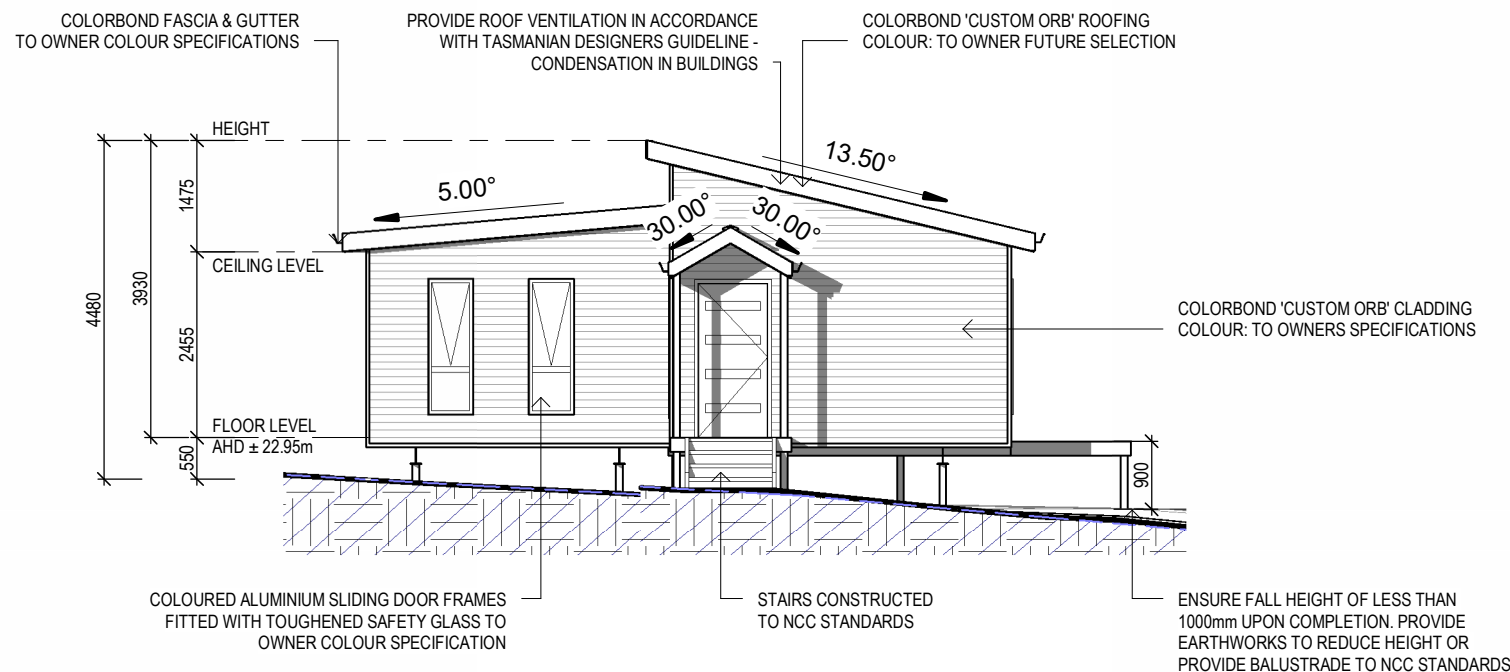 COLORBOND FASCIA & GUTTER
TO OWNER COLOUR SPECIFICATIONS
PROVIDE ROOF VENTILATION IN ACCORDANCE
WITH TASMANIAN DESIGNERS GUIDELINE -
CONDENSATION IN BUILDINGS
COLORBOND 'CUSTOM ORB' ROOFING
COLOUR: TO OWNER FUTURE SELECTION
HEIGHT
13.50°
5.00°
30.00°
30.00°
1475
CEILING LEVEL
4480
3930
2455
COLORBOND 'CUSTOM ORB' CLADDING
COLOUR: TO OWNERS SPECIFICATIONS
FLOOR LEVEL
AHD ± 22.95m
550
900
COLOURED ALUMINIUM SLIDING DOOR FRAMES
FITTED WITH TOUGHENED SAFETY GLASS TO
OWNER COLOUR SPECIFICATION
STAIRS CONSTRUCTED
TO NCC STANDARDS
ENSURE FALL HEIGHT OF LESS THAN
1000mm UPON COMPLETION. PROVIDE
EARTHWORKS TO REDUCE HEIGHT OR
PROVIDE BALUSTRADE TO NCC STANDARDS